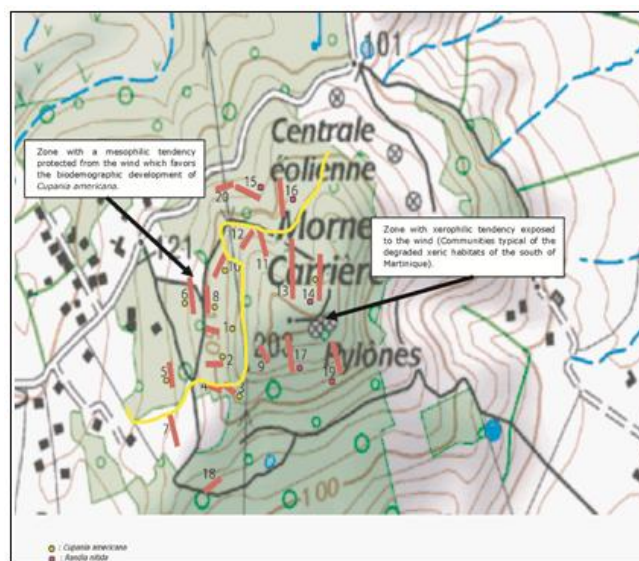 101
Centrale
éolienne
Morne
Carrière
Pylônes
Zone with a mesophilic tendency
protected from the wind which favors
the biodemographic development of
Cupania americana.
Zone with xerophilic tendency exposed
to the wind (Communities typical of the
degraded xeric habitats of the south of
Martinique).
15
16
20
12
121
10
11
6
8
13
14
1
2
9
17
5
4
3
19
7
18
100
: Cupania americana
: Randia nitida